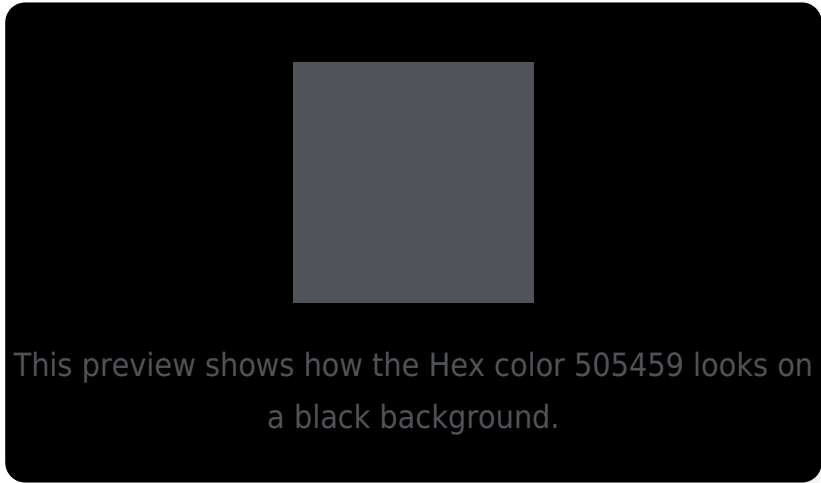 This preview shows how the Hex color 505459 looks on
a black background.